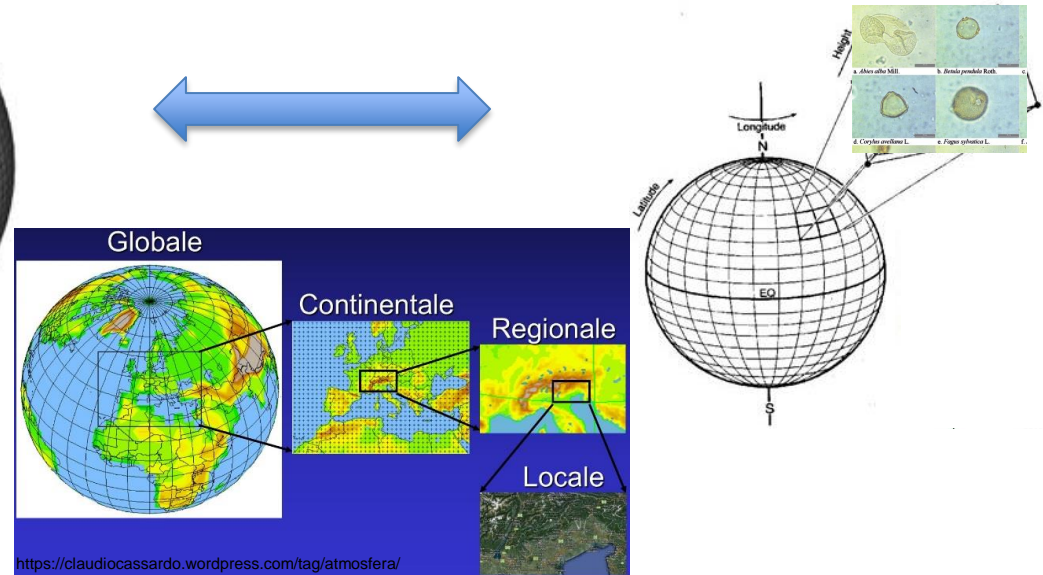 Height
a. Abies alba Mill.
b. Betula pendula Roth.
c.
d. Corylus avellana L.
e. Fagus sylvatica L.
f.
Longitude
N
Latitude
EQ
S
Globale
Continentale
Regionale
Locale
https://claudiocassardo.wordpress.com/tag/atmosfera/